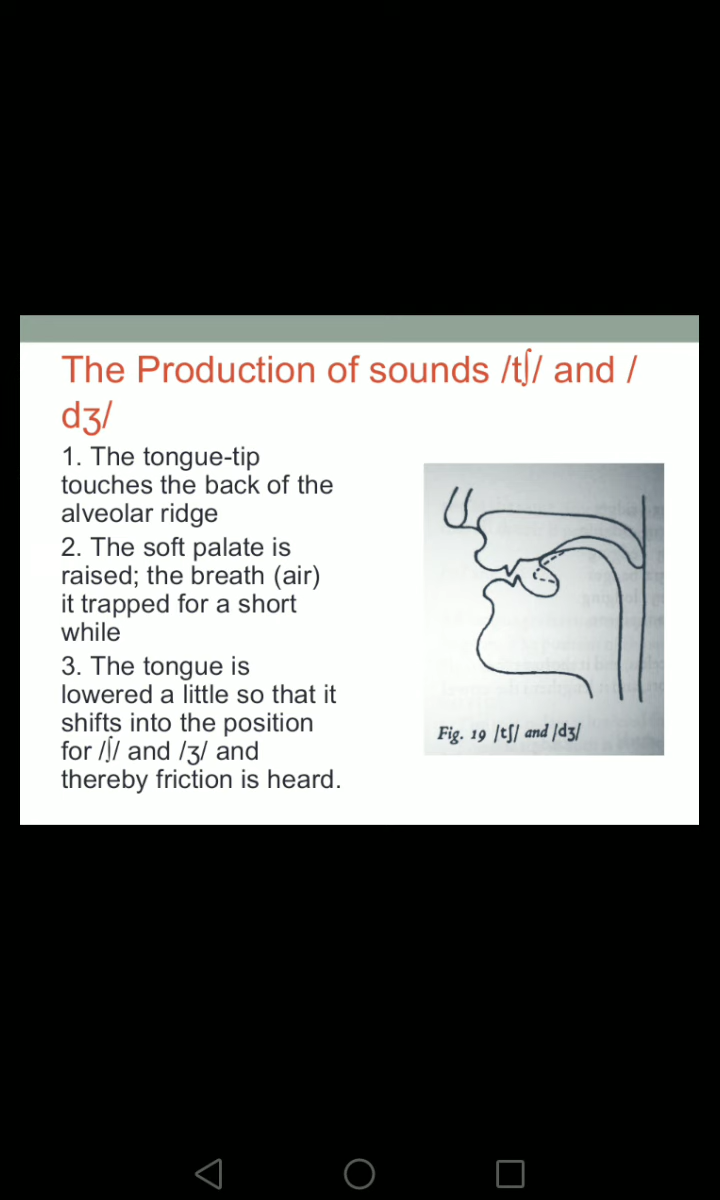 The Production of sounds /tʃ/ and /
dʒ/
1. The tongue-tip
touches the back of the
alveolar ridge
2. The soft palate is
raised; the breath (air)
it trapped for a short
while
3. The tongue is
lowered a little so that it
shifts into the position
for /ʃ/ and /ʒ/ and
thereby friction is heard.
Fig. 19 /tʃ/ and /dʒ/